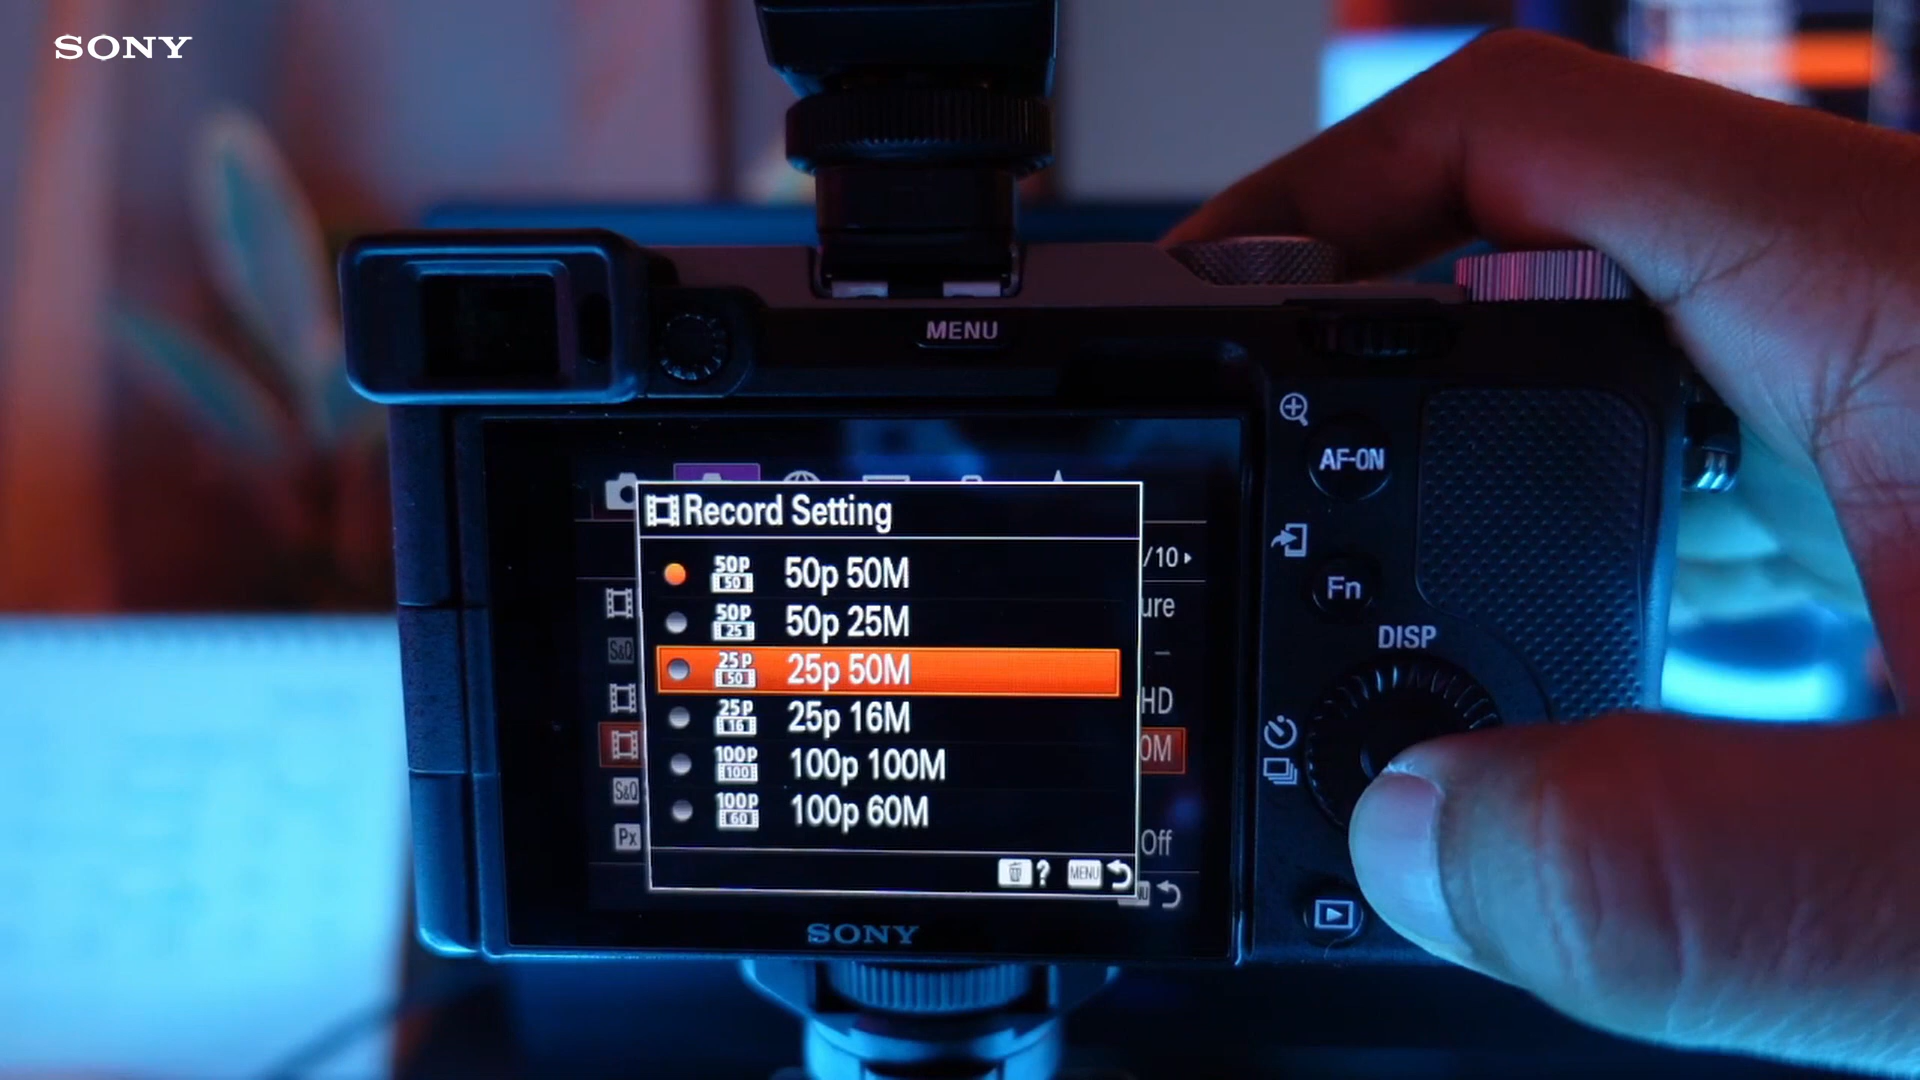 SONY
MENU
AF-ON
Record Setting
/10
50P 50 50p 50M
ure
50P 25 50p 25M
S&Q
25P 50 25p 50M
25P 16 25p 16M
HD
100P 100 100p 100M
0M
S&Q
100P 60 100p 60M
Px
Off
? MENU
Fn
DISP
SONY